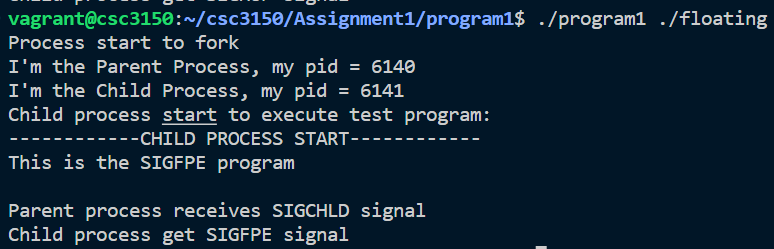 vagrant@csc3150:~/csc3150/Assignment1/program1$ ./program1 ./floating
Process start to fork
I'm the Parent Process, my pid = 6140
I'm the Child Process, my pid = 6141
Child process start to execute test program:
------------CHILD PROCESS START------------
This is the SIGFPE program
Parent process receives SIGCHLD signal
Child process get SIGFPE signal